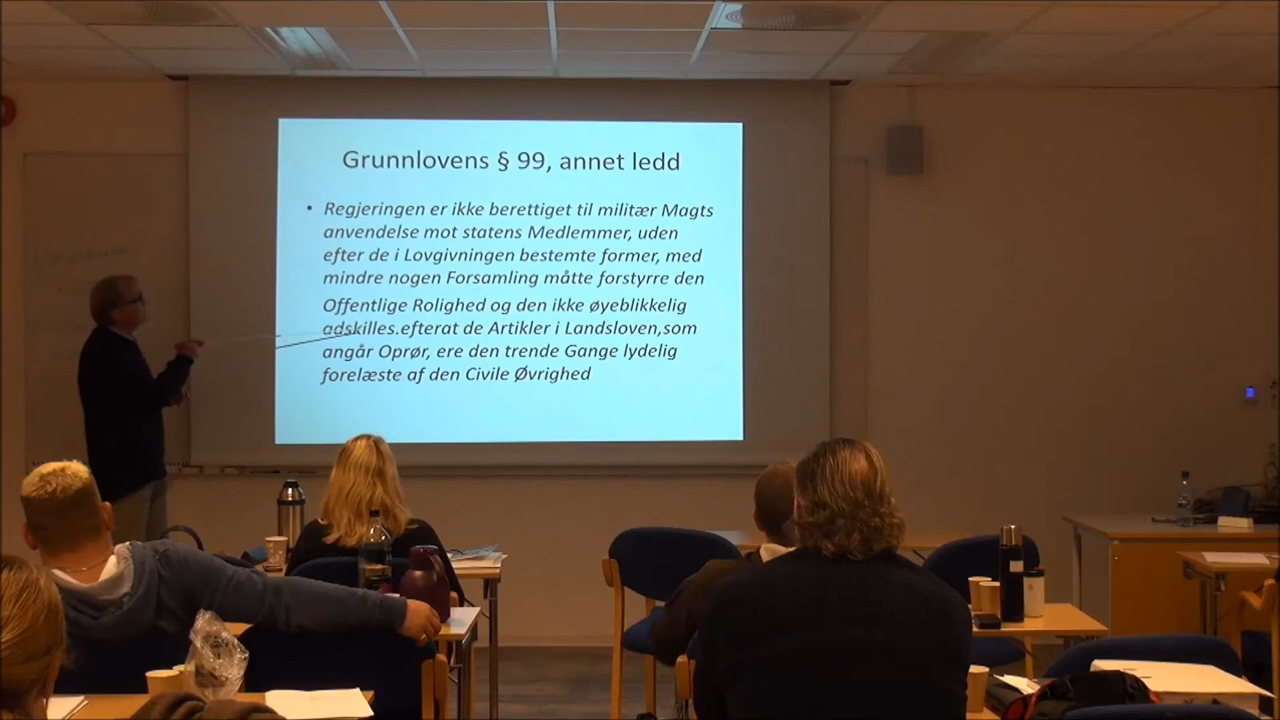 Grunnlovens § 99, annet ledd
• Regjeringen er ikke berettiget til militær Magts
anvendelse mot statens Medlemmer, uden
efter de i Lovgivningen bestemte former, med
mindre nogen Forsamling måtte forstyrre den
Offentlige Rolighed og den ikke øyeblikkelig
adskilles.efterat de Artikler i Landsloven,som
angår Oprør, ere den trende Gange lydelig
forelæste af den Civile Øvrighed